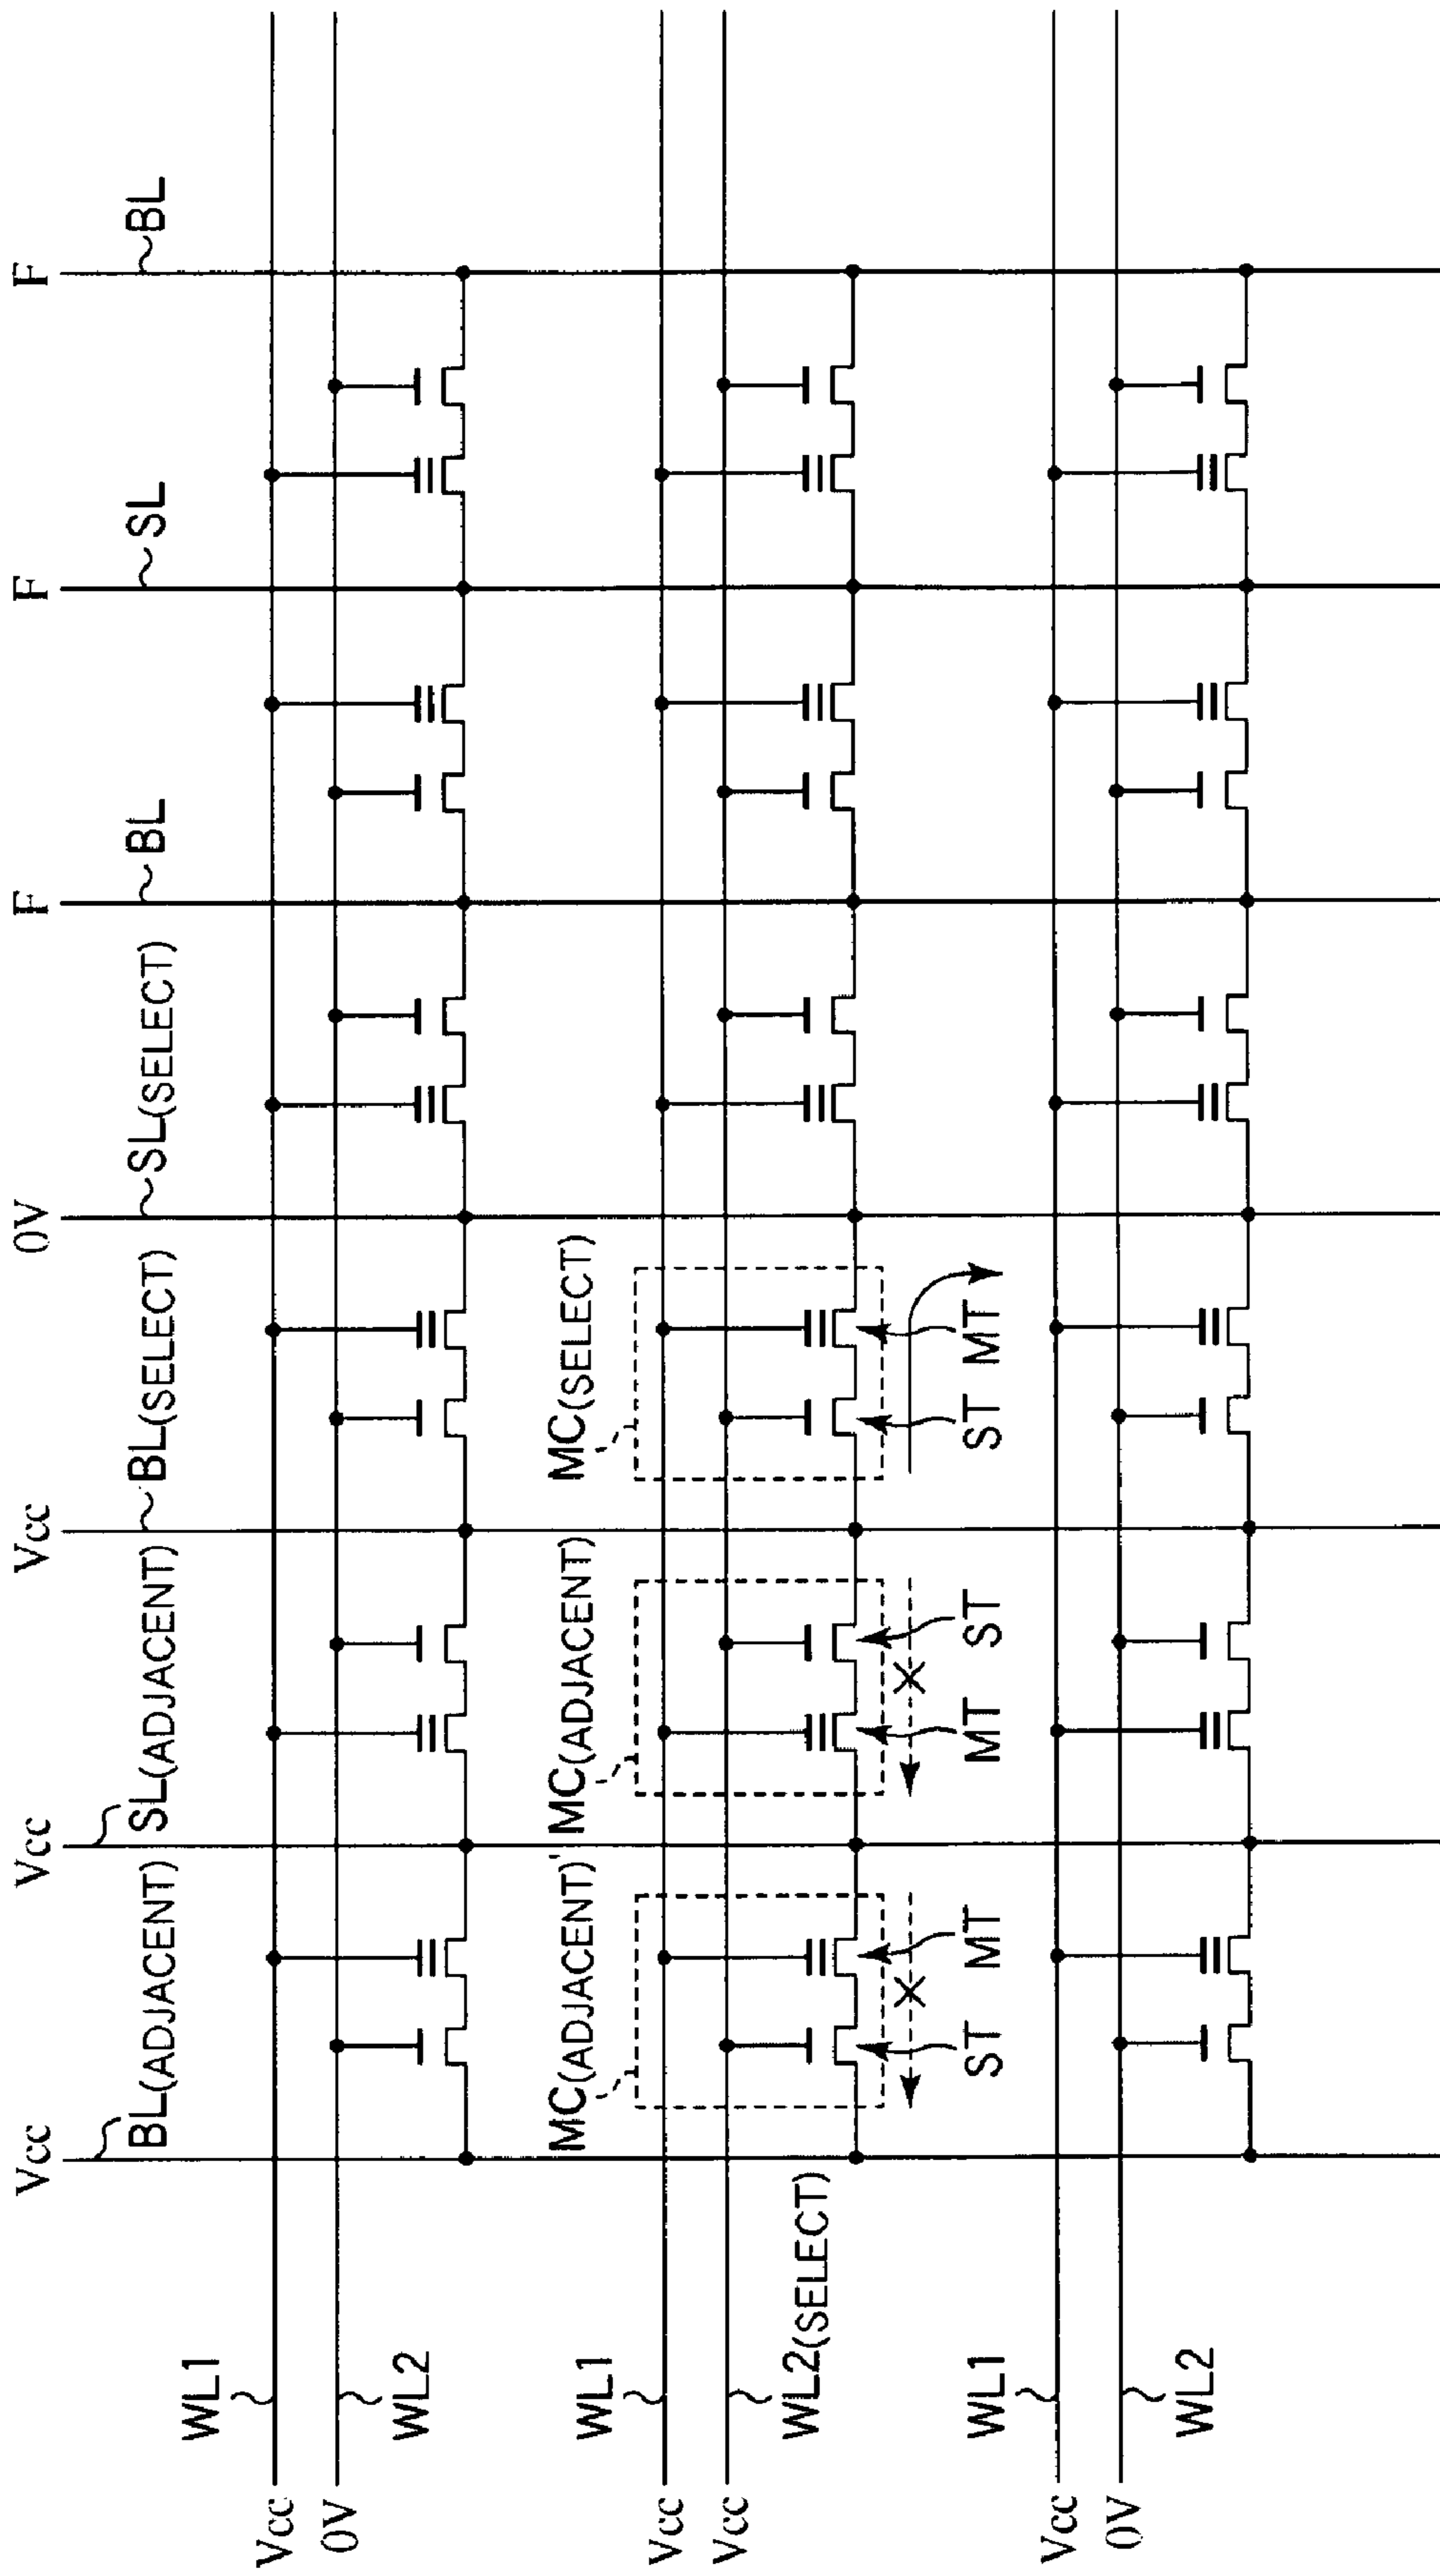 Vcc Vcc Vcc 0V F F F
BL(ADJACENT) SL(ADJACENT) BL(SELECT) SL(SELECT) BL SL BL
WL1
Vcc
0V
WL2
MC(ADJACENT)' MC(ADJACENT) MC(SELECT)
WL1
Vcc
Vcc
WL2(SELECT)
ST MT MT ST ST MT
WL1
Vcc
0V
WL2